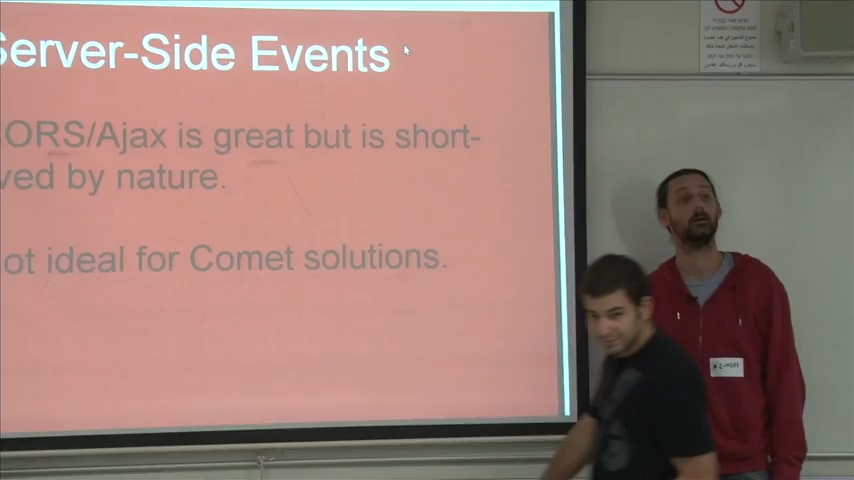 Server-Side Events
ORS/Ajax is great but is short-
ved by nature.
ot ideal for Comet solutions.